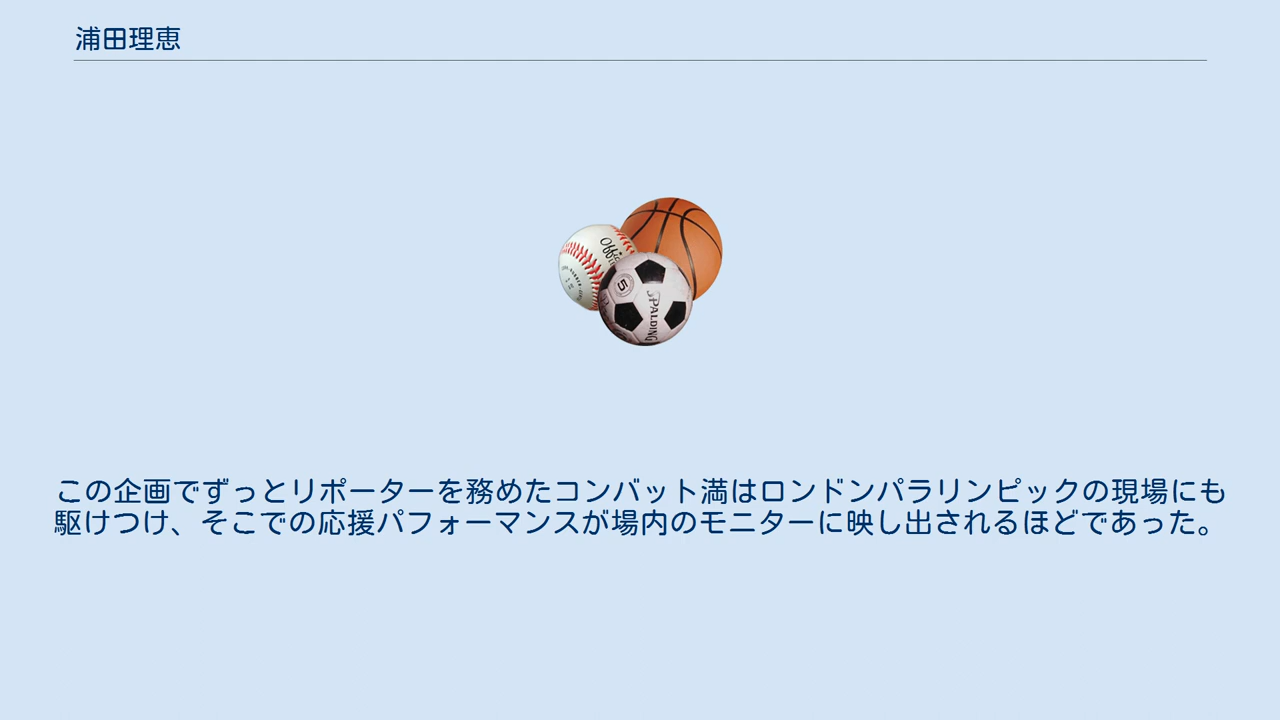 浦田理恵
Offic
5
SPALDING
この企画でずっとリポーターを務めたコンバット満はロンドンパラリンピックの現場にも
駆けつけ、そこでの応援パフォーマンスが場内のモニターに映し出されるほどであった。